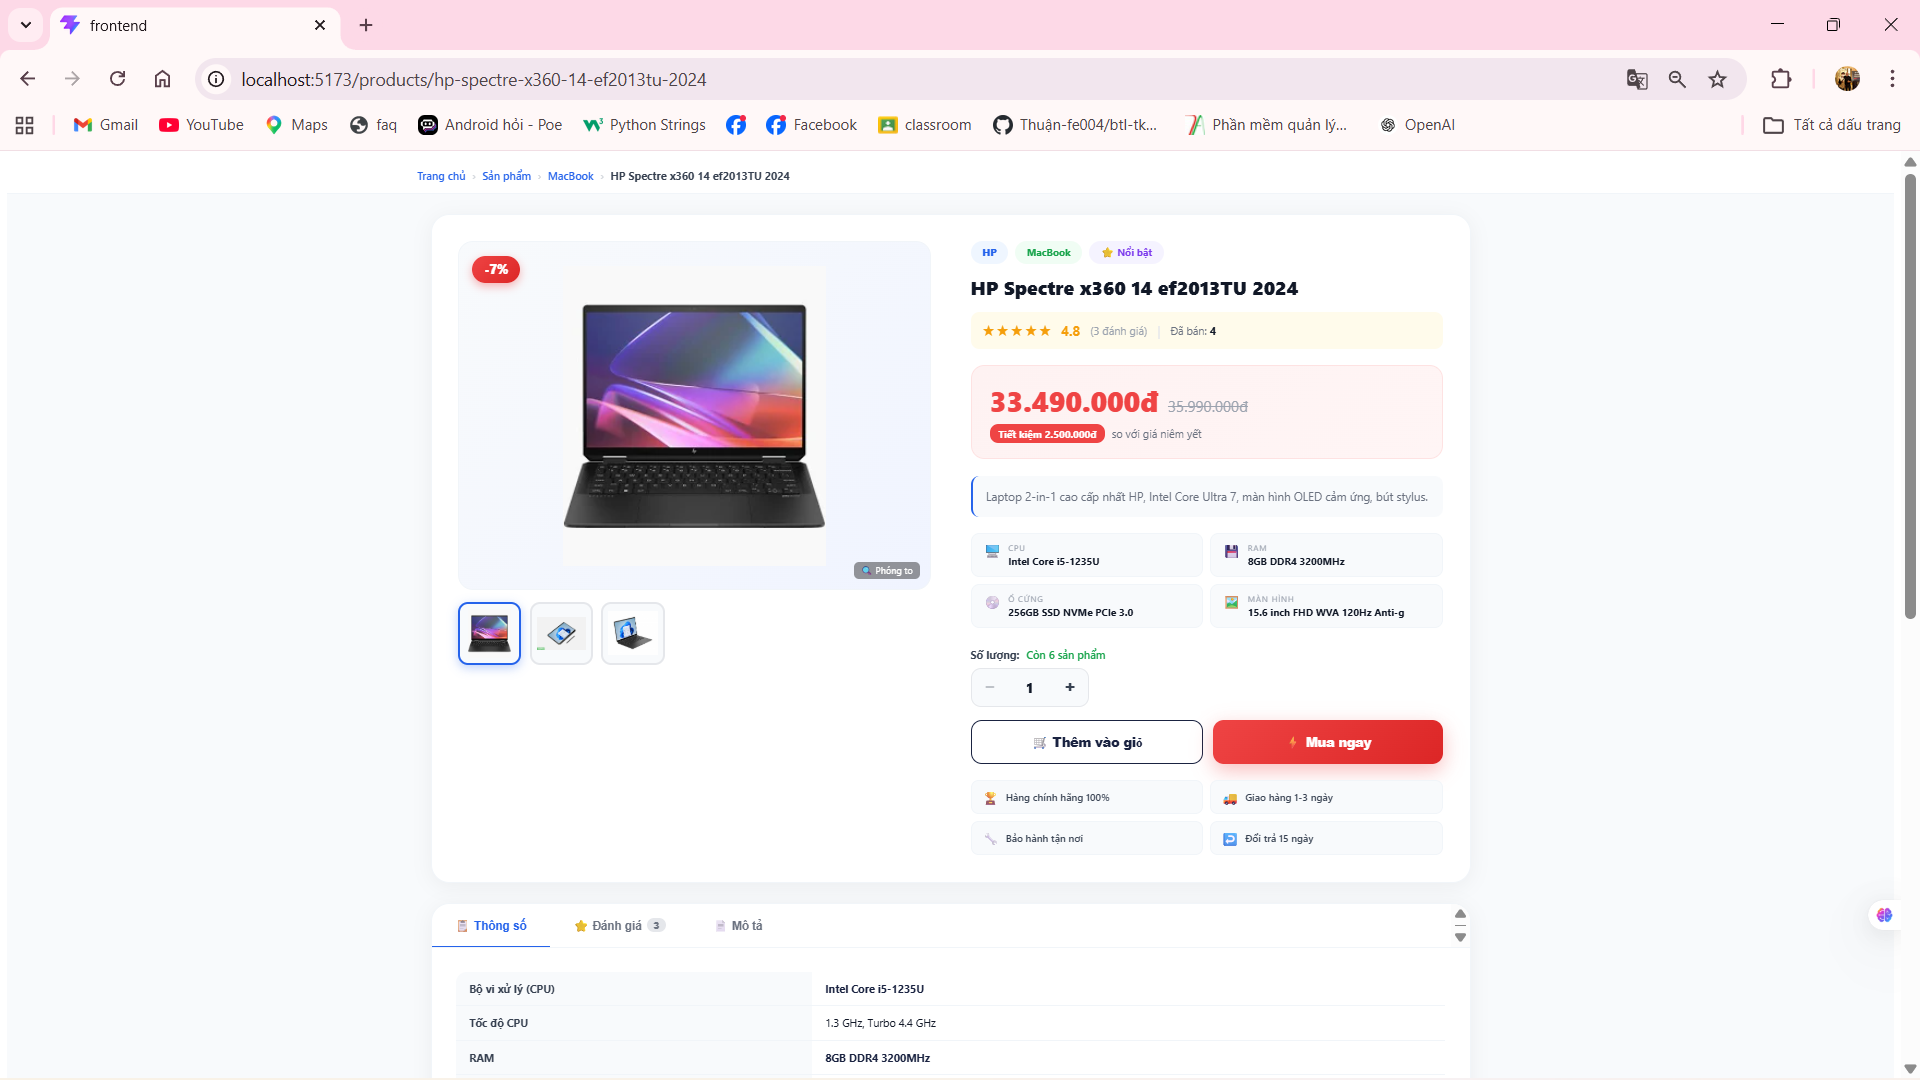 frontend
localhost:5173/products/hp-spectre-x360-14-ef2013tu-2024
Gmail
YouTube
Maps
faq
Android hỏi - Poe
Python Strings
Facebook
classroom
Thuận-fe004/btl-tk...
Phần mềm quản lý...
OpenAI
Tất cả dấu trang
Trang chủ › Sản phẩm › MacBook › HP Spectre x360 14 ef2013TU 2024
-7%
Phóng to
HP
MacBook
Nổi bật
HP Spectre x360 14 ef2013TU 2024
4.8 (3 đánh giá) Đã bán: 4
33.490.000đ 35.990.000đ
Tiết kiệm 2.500.000đ so với giá niêm yết
Laptop 2-in-1 cao cấp nhất HP, Intel Core Ultra 7, màn hình OLED cảm ứng, bút stylus.
CPU
Intel Core i5-1235U
RAM
8GB DDR4 3200MHz
Ổ CỨNG
256GB SSD NVMe PCIe 3.0
MÀN HÌNH
15.6 inch FHD WVA 120Hz Anti-g
Số lượng: Còn 6 sản phẩm
− 1 +
Thêm vào giỏ
Mua ngay
Hàng chính hãng 100%
Giao hàng 1-3 ngày
Bảo hành tận nơi
Đổi trả 15 ngày
Thông số
Đánh giá 3
Mô tả
Bộ vi xử lý (CPU) Intel Core i5-1235U
Tốc độ CPU 1.3 GHz, Turbo 4.4 GHz
RAM 8GB DDR4 3200MHz